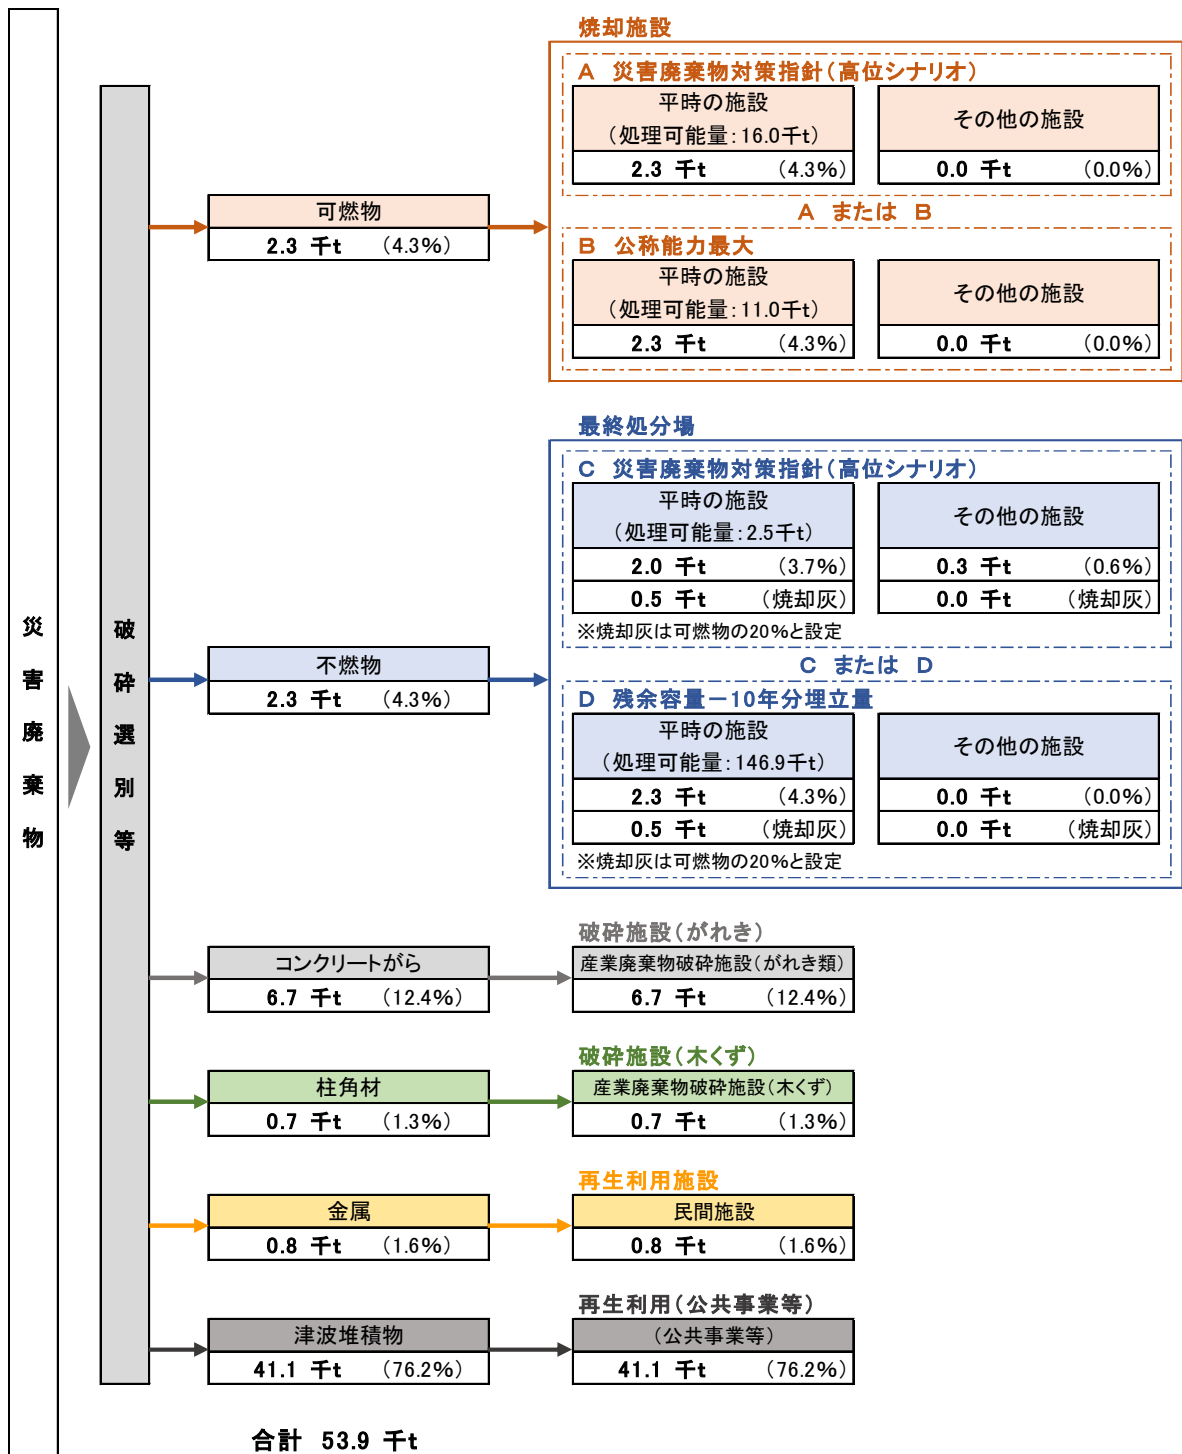 災害廃棄物
破砕選別等
焼却施設
A 災害廃棄物対策指針(高位シナリオ)
平時の施設
(処理可能量:16.0千t)
2.3 千t (4.3%)
その他の施設
0.0 千t (0.0%)
可燃物
2.3 千t (4.3%)
A または B
B 公称能力最大
平時の施設
(処理可能量:11.0千t)
2.3 千t (4.3%)
その他の施設
0.0 千t (0.0%)
最終処分場
C 災害廃棄物対策指針(高位シナリオ)
平時の施設
(処理可能量:2.5千t)
2.0 千t (3.7%)
0.5 千t (焼却灰)
その他の施設
0.3 千t (0.6%)
0.0 千t (焼却灰)
※焼却灰は可燃物の20%と設定
不燃物
2.3 千t (4.3%)
C または D
D 残余容量-10年分埋立量
平時の施設
(処理可能量:146.9千t)
2.3 千t (4.3%)
0.5 千t (焼却灰)
その他の施設
0.0 千t (0.0%)
0.0 千t (焼却灰)
※焼却灰は可燃物の20%と設定
破砕施設(がれき)
コンクリートがら
6.7 千t (12.4%)
産業廃棄物破砕施設(がれき類)
6.7 千t (12.4%)
破砕施設(木くず)
柱角材
0.7 千t (1.3%)
産業廃棄物破砕施設(木くず)
0.7 千t (1.3%)
再生利用施設
金属
0.8 千t (1.6%)
民間施設
0.8 千t (1.6%)
再生利用(公共事業等)
津波堆積物
41.1 千t (76.2%)
(公共事業等)
41.1 千t (76.2%)
合計 53.9 千t